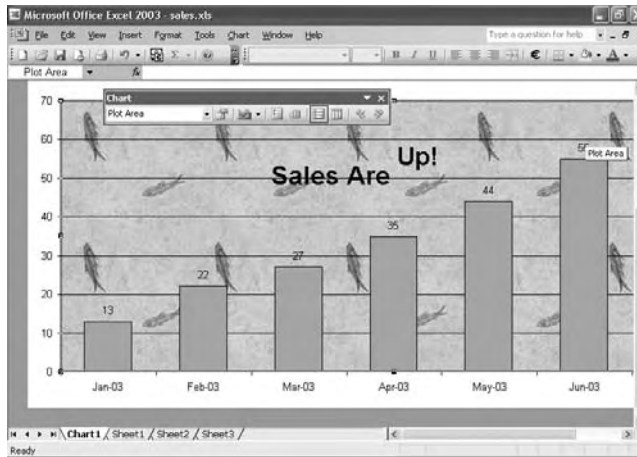 Microsoft Office Excel 2003 - sales.xls
File Edit View Insert Format Tools Chart Window Help Type a question for help
Σ B I U € A
Plot Area fx
Chart
Plot Area
70
60
50
40
30
20
10
0
Sales Are Up!
13
22
27
35
44
55
Plot Area
Jan-03 Feb-03 Mar-03 Apr-03 May-03 Jun-03
Chart1 Sheet1 Sheet2 Sheet3
Ready